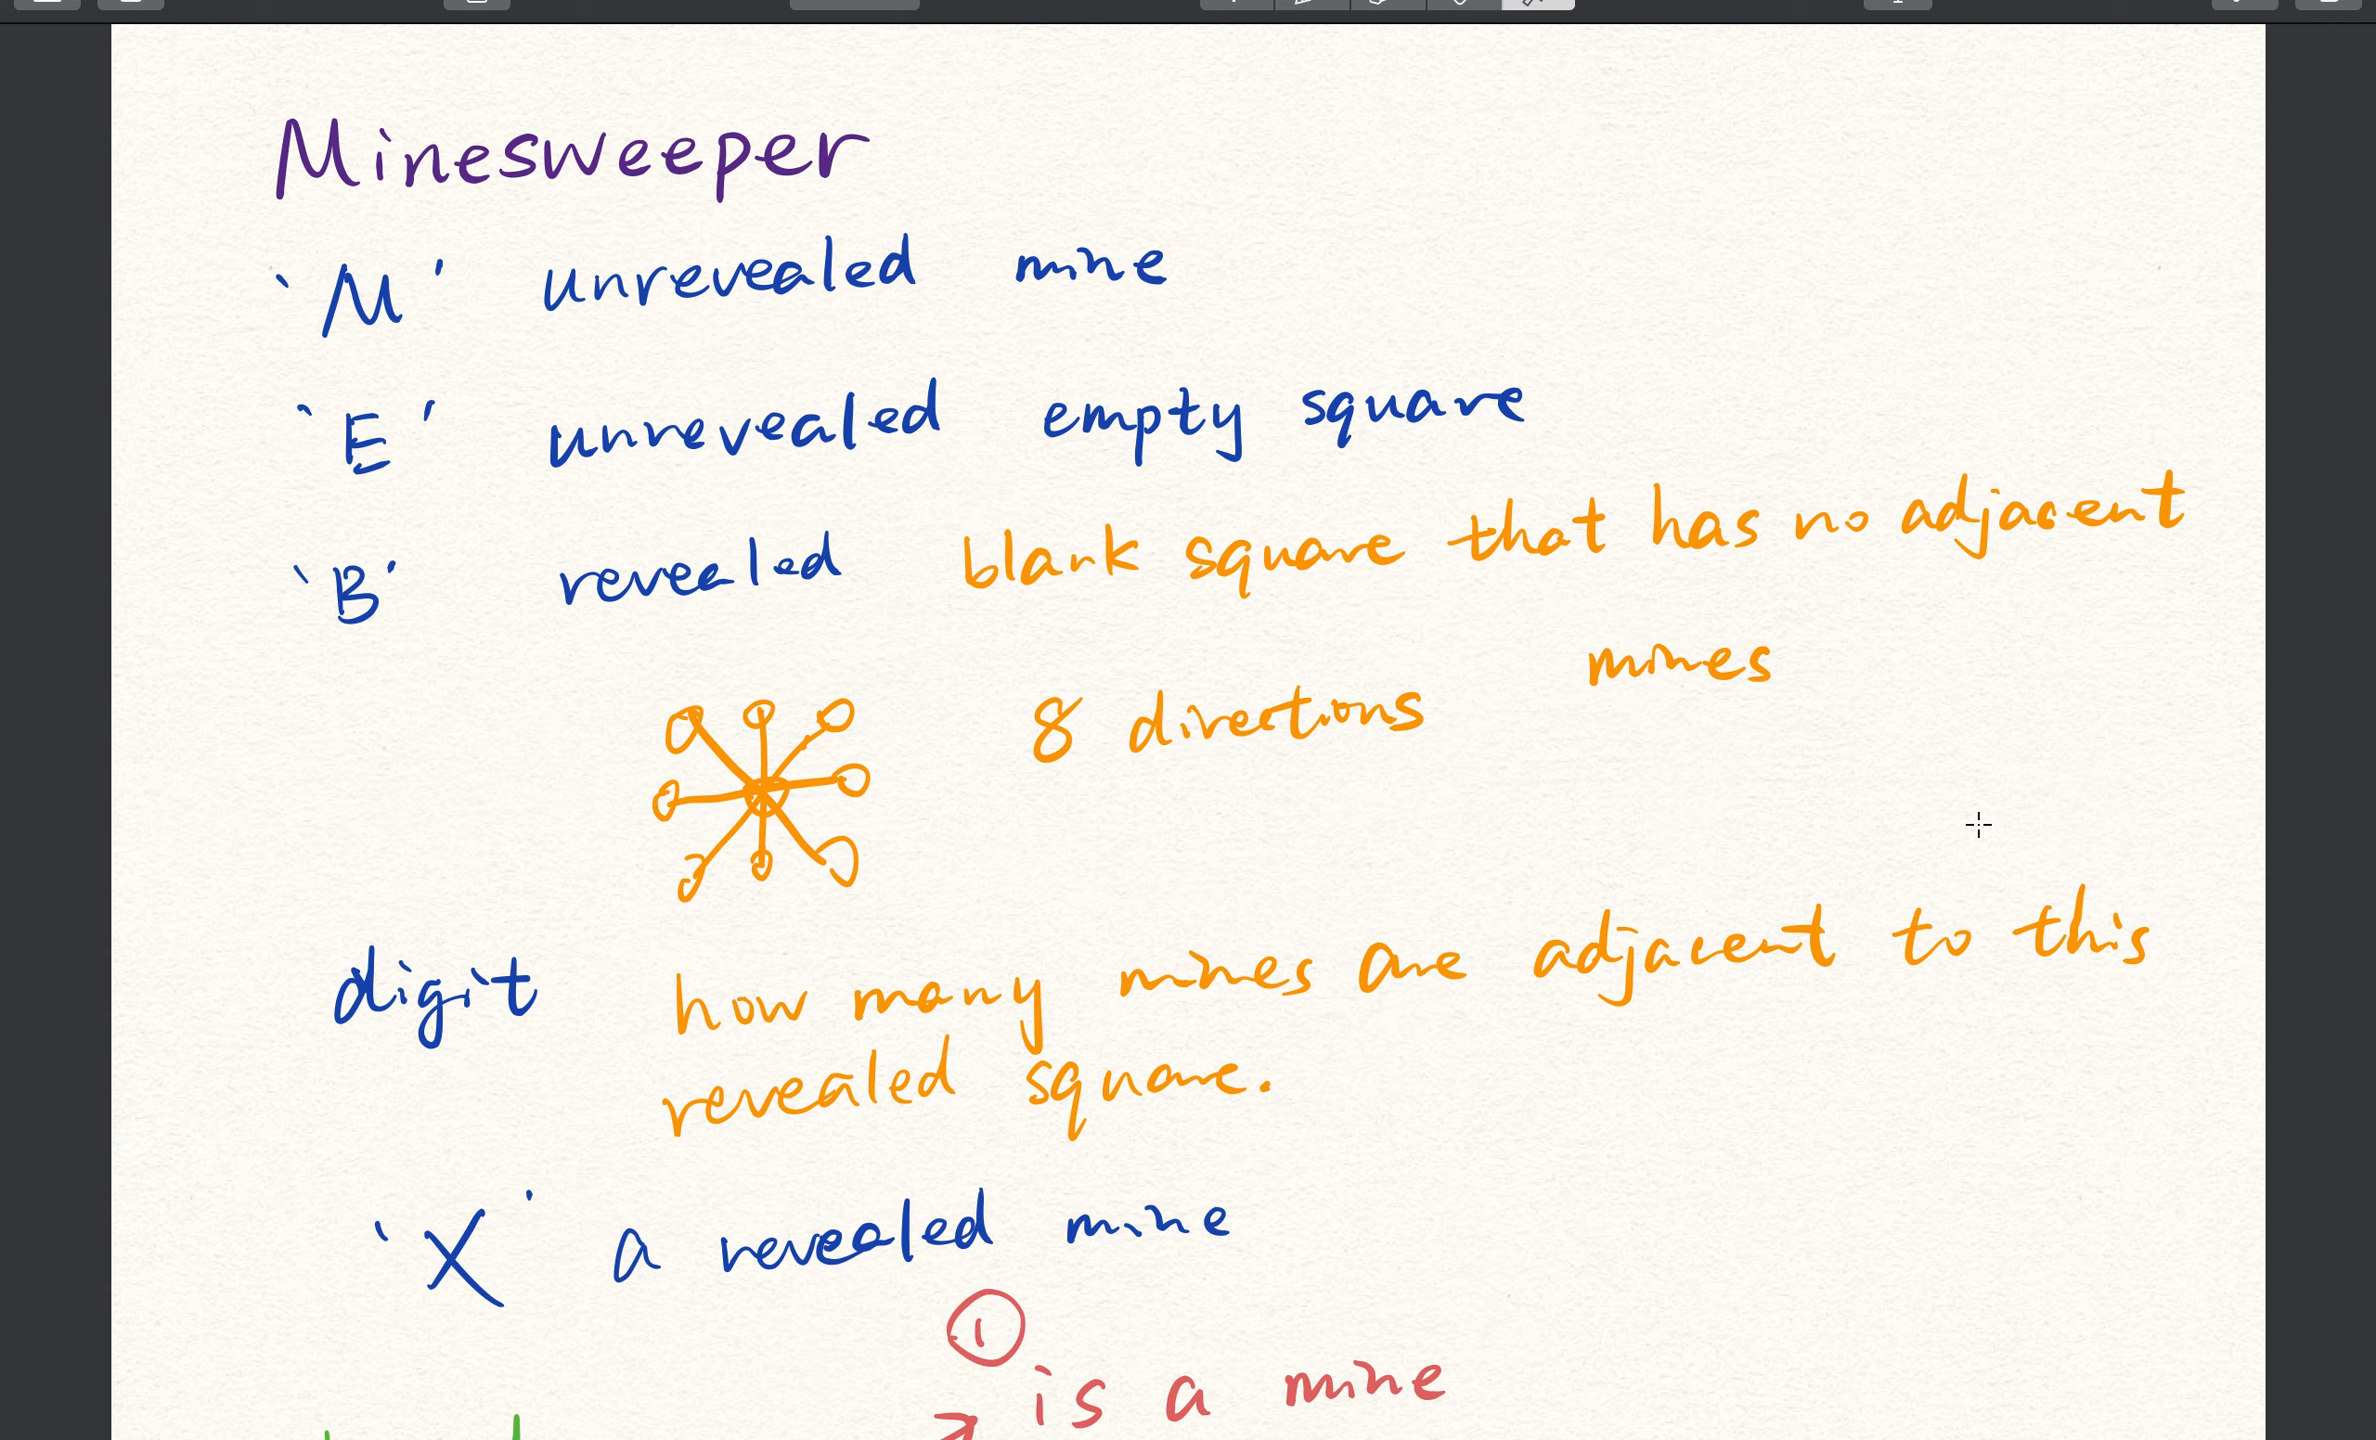 Minesweeper
'M' unrevealed mine
'E' unrevealed empty square
'B' revealed blank square that has no adjacent
mines
8 directions
digit how many mines are adjacent to this
revealed square.
'X' a revealed mine
①
is a mine